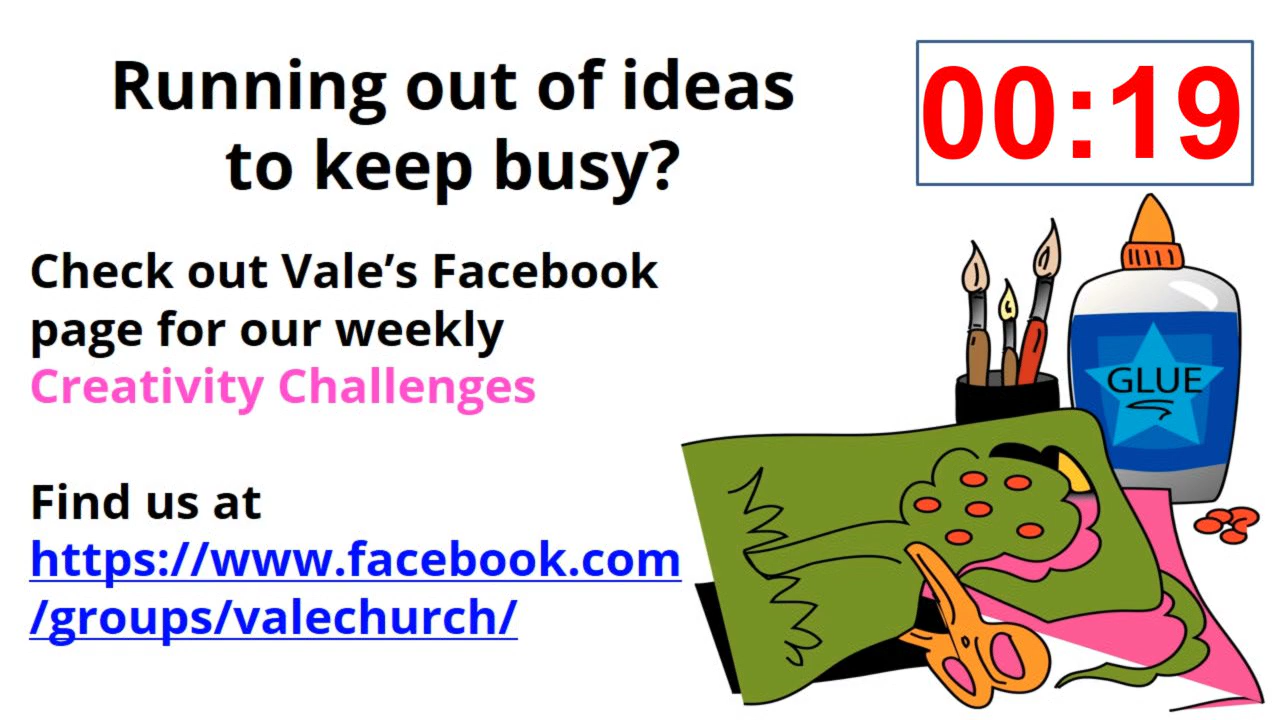 Running out of ideas
to keep busy?
00:19
Check out Vale’s Facebook
page for our weekly
Creativity Challenges
GLUE
Find us at
https://www.facebook.com
/groups/valechurch/